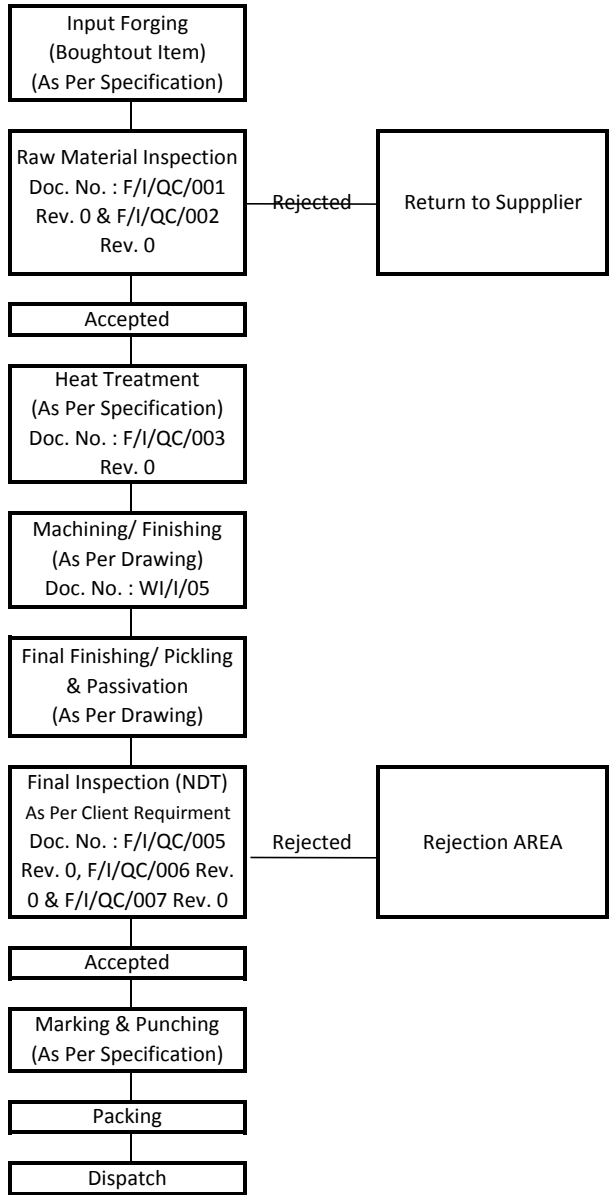 Input Forging
(Boughtout Item)
(As Per Specification)
Raw Material Inspection
Doc. No. : F/I/QC/001
Rev. 0 & F/I/QC/002
Rev. 0
Rejected
Return to Suppplier
Accepted
Heat Treatment
(As Per Specification)
Doc. No. : F/I/QC/003
Rev. 0
Machining/ Finishing
(As Per Drawing)
Doc. No. : WI/I/05
Final Finishing/ Pickling
& Passivation
(As Per Drawing)
Final Inspection (NDT)
As Per Client Requirment
Doc. No. : F/I/QC/005
Rev. 0, F/I/QC/006 Rev.
0 & F/I/QC/007 Rev. 0
Rejected
Rejection AREA
Accepted
Marking & Punching
(As Per Specification)
Packing
Dispatch